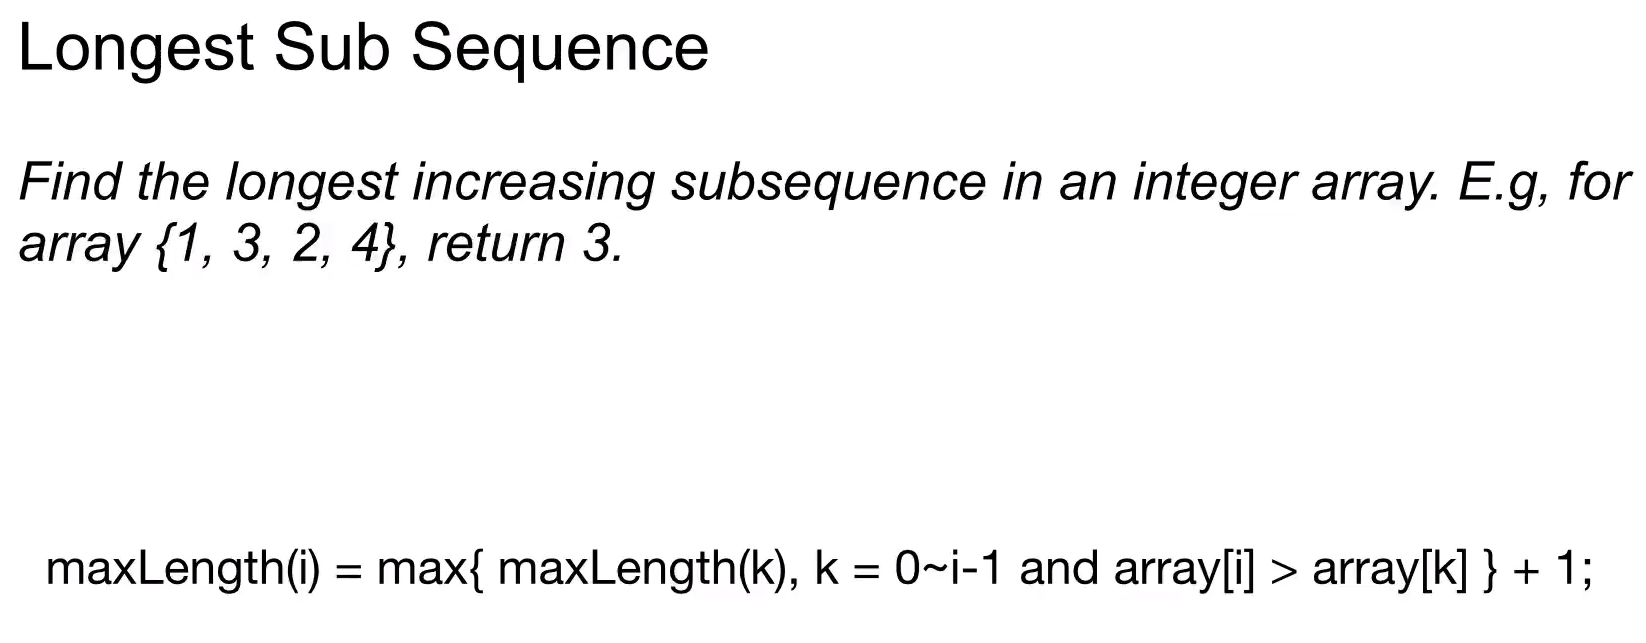 Longest Sub Sequence
Find the longest increasing subsequence in an integer array. E.g, for
array {1, 3, 2, 4}, return 3.
maxLength(i) = max{ maxLength(k), k = 0~i-1 and array[i] > array[k] } + 1;